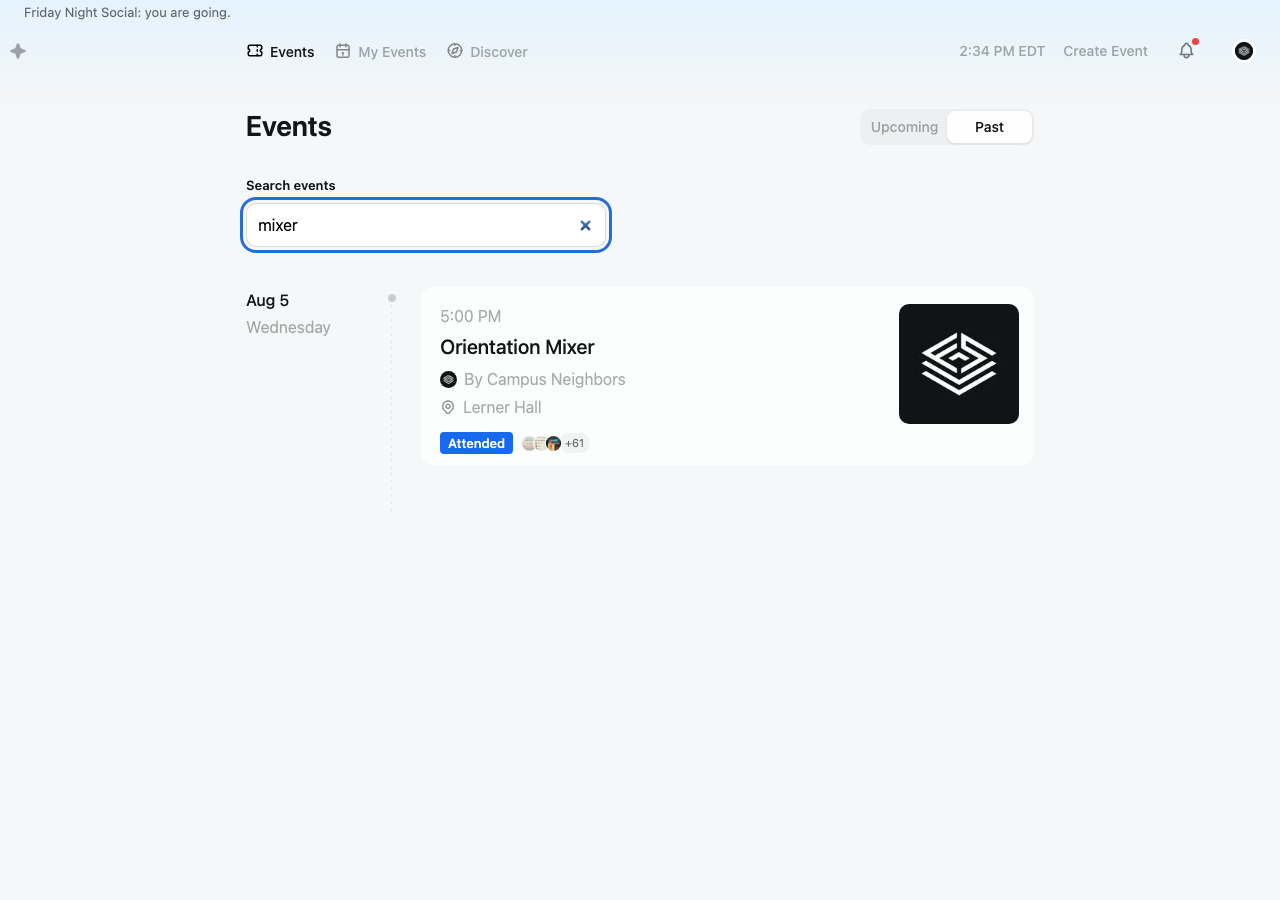 Friday Night Social: you are going.
Events
My Events
Discover
2:34 PM EDT
Create Event
Events
Upcoming
Past
Search events
mixer
Aug 5
Wednesday
5:00 PM
Orientation Mixer
By Campus Neighbors
Lerner Hall
Attended
+61